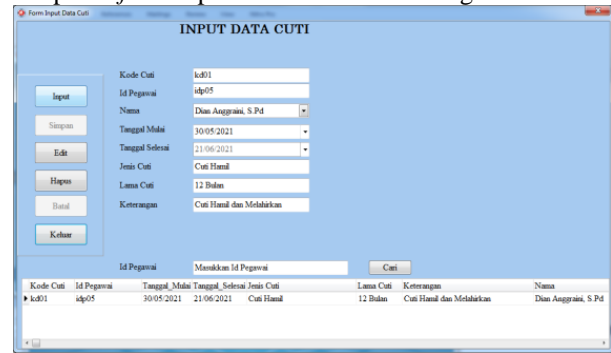 Form Input Data Cuti
INPUT DATA CUTI
Kode Cuti kd01
Input
Id Pegawai idp05
Nama Dian Anggraini, S.Pd
Simpan
Tanggal Mulai 30/05/2021
Edit
Tanggal Selesai 21/06/2021
Jenis Cuti Cuti Hamil
Hapus
Lama Cuti 12 Bulan
Batal
Keterangan Cuti Hamil dan Melahirkan
Keluar
Id Pegawai Masukkan Id Pegawai Cari
Kode Cuti Id Pegawai Tanggal_Mulai Tanggal_Selesai Jenis Cuti Lama Cuti Keterangan Nama
kd01 idp05 30/05/2021 21/06/2021 Cuti Hamil 12 Bulan Cuti Hamil dan Melahirkan Dian Anggraini, S.Pd